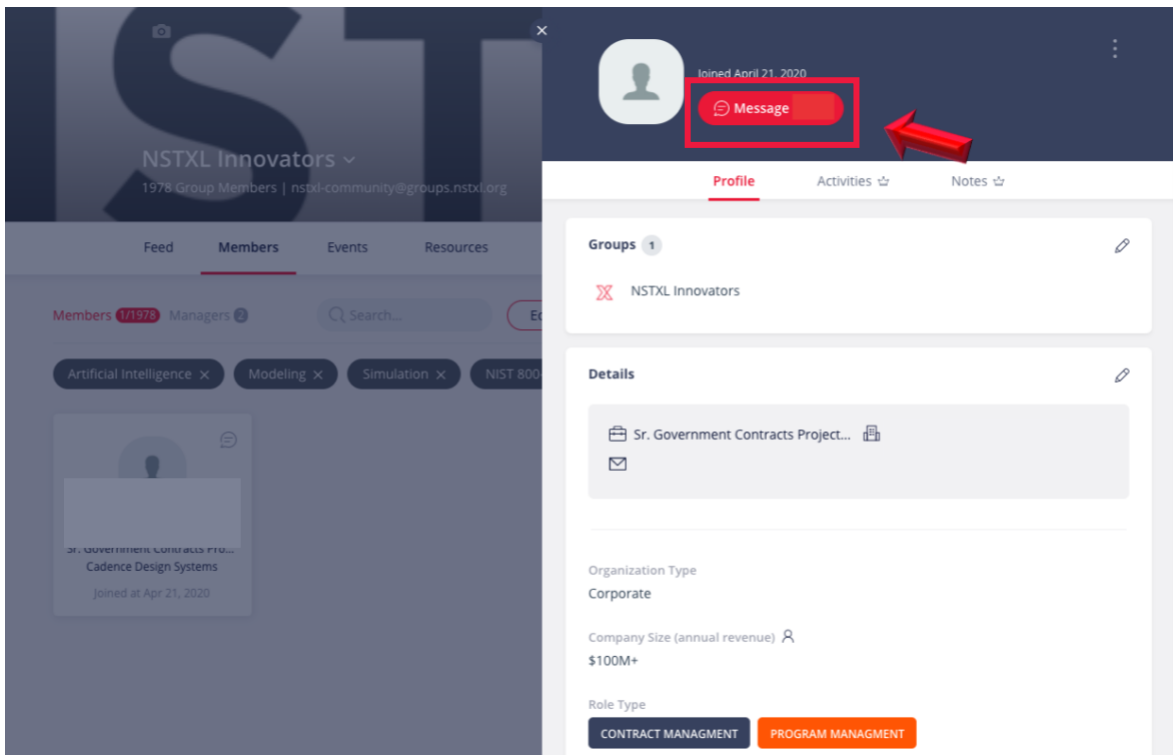 ST
NSTXL Innovators
1978 Group Members | nstxl-community@groups.nstxl.org
Feed Members Events Resources
Members 1/1978 Managers 2
Search...
Artificial Intelligence × Modeling × Simulation × NIST 800-
Sr. Government Contracts Pro...
Cadence Design Systems
Joined at Apr 21, 2020
Joined April 21, 2020
Message
Profile Activities Notes
Groups 1
NSTXL Innovators
Details
Sr. Government Contracts Project...
Organization Type
Corporate
Company Size (annual revenue)
$100M+
Role Type
CONTRACT MANAGMENT PROGRAM MANAGMENT